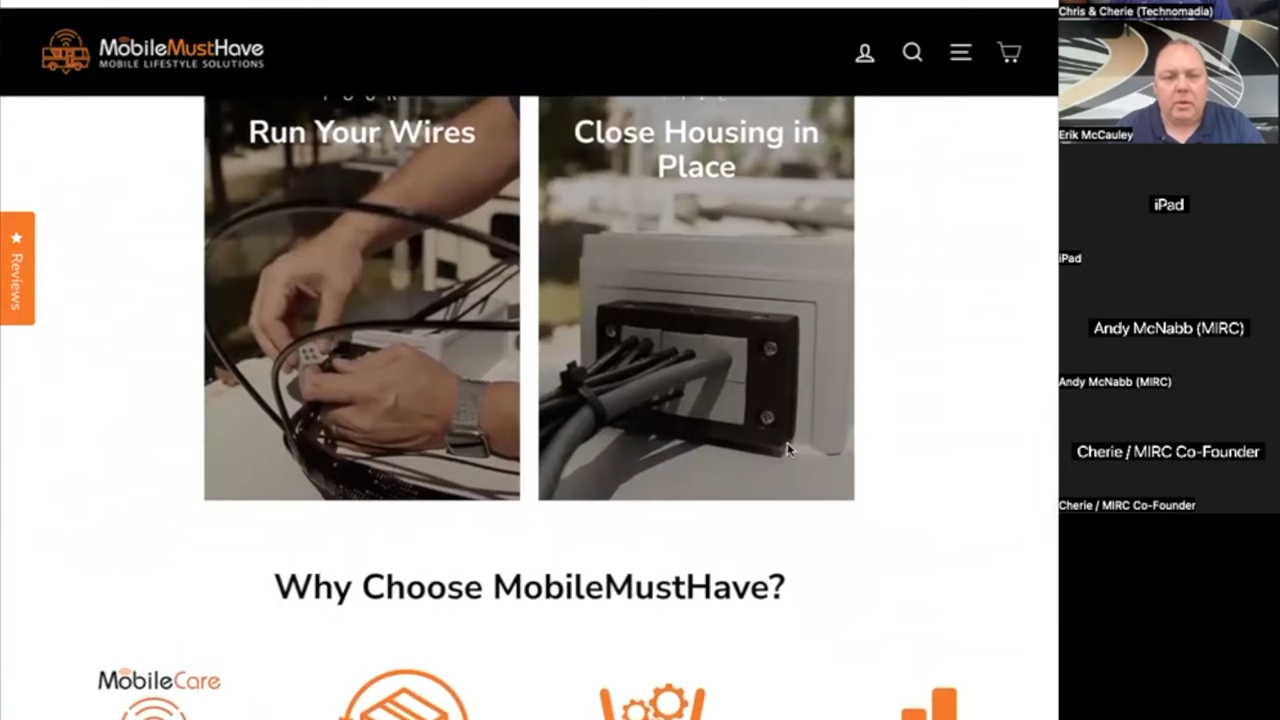 MobileMustHave
MOBILE LIFESTYLE SOLUTIONS
Run Your Wires
Close Housing in
Place
Reviews
Why Choose MobileMustHave?
MobileCare
Chris & Cherie (Technomadia)
Erik McCauley
iPad
iPad
Andy McNabb (MIRC)
Andy McNabb (MIRC)
Cherie / MIRC Co-Founder
Cherie / MIRC Co-Founder